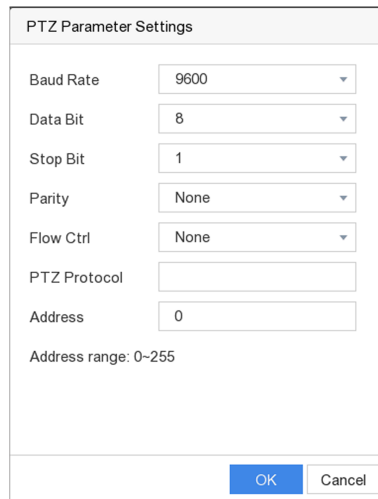 PTZ Parameter Settings
Baud Rate 9600
Data Bit 8
Stop Bit 1
Parity None
Flow Ctrl None
PTZ Protocol
Address 0
Address range: 0~255
OK Cancel